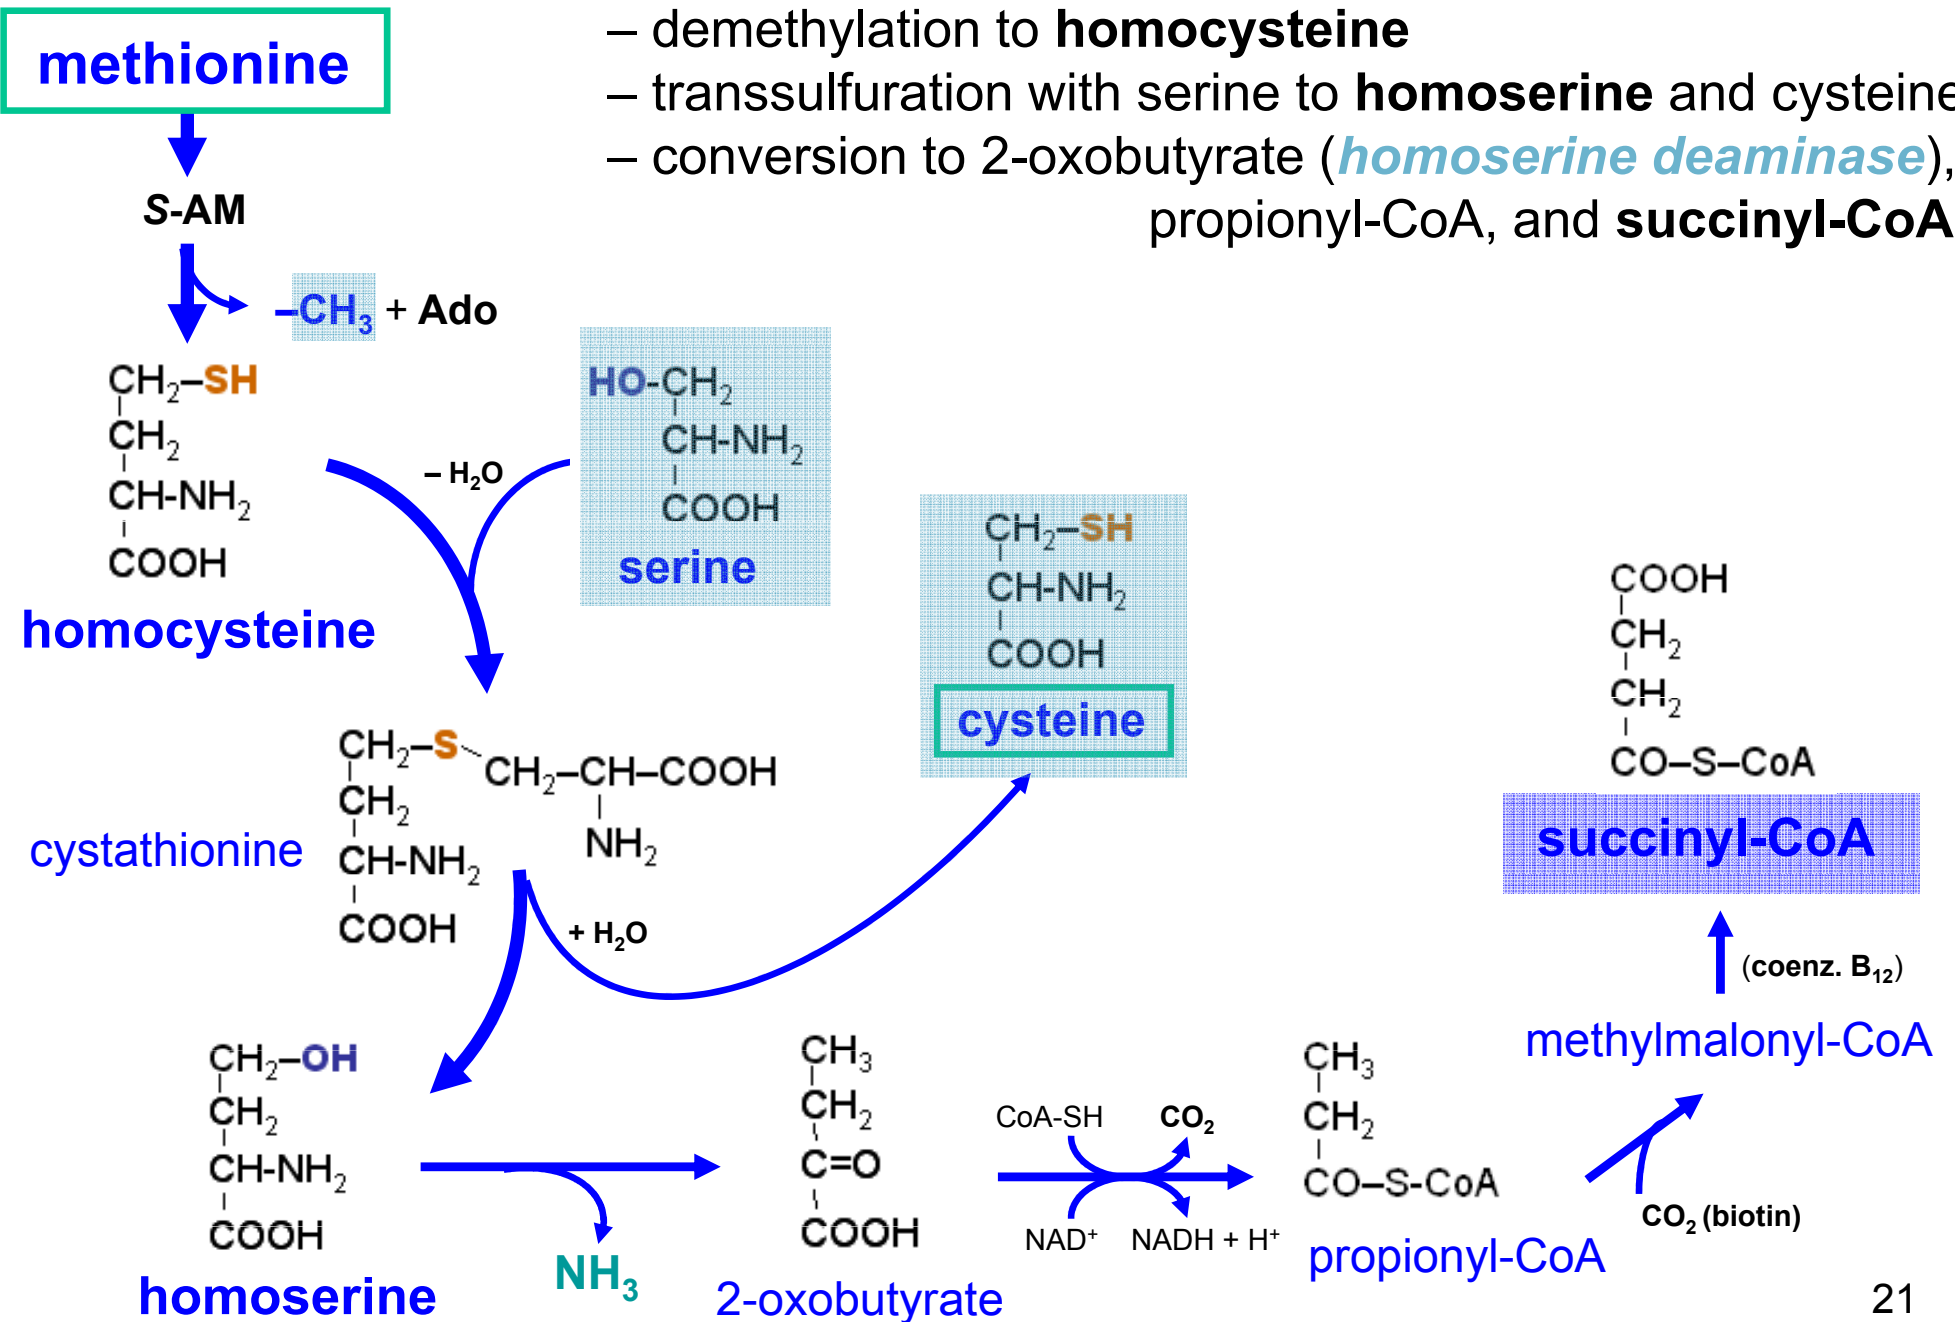 methionine
– demethylation to homocysteine
– transsulfuration with serine to homoserine and cysteine
– conversion to 2-oxobutyrate (homoserine deaminase),
propionyl-CoA, and succinyl-CoA
S-AM
–CH3 + Ado
CH2–SH
CH2
CH-NH2
COOH
homocysteine
– H2O
HO-CH2
CH-NH2
COOH
serine
CH2–SH
CH-NH2
COOH
cysteine
COOH
CH2
CH2
CO–S–CoA
succinyl-CoA
cystathionine
CH2–S
CH2–CH–COOH
CH2
NH2
CH-NH2
COOH
+ H2O
(coenz. B12)
methylmalonyl-CoA
CH2–OH
CH2
CH-NH2
COOH
homoserine
NH3
CH3
CH2
C=O
COOH
2-oxobutyrate
CoA-SH
CO2
NAD+
NADH + H+
CH3
CH2
CO–S-CoA
propionyl-CoA
CO2 (biotin)
21